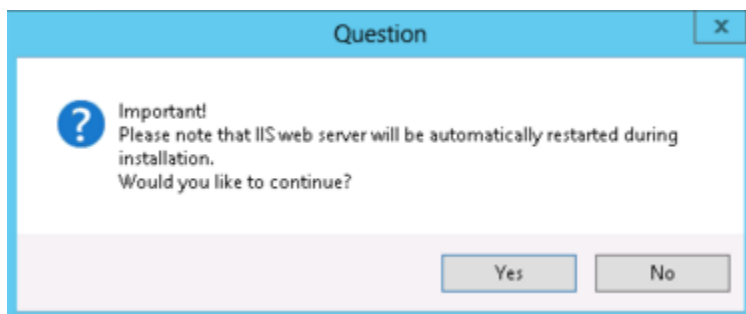 Question
x
Important!
Please note that IIS web server will be automatically restarted during
installation.
Would you like to continue?
Yes
No